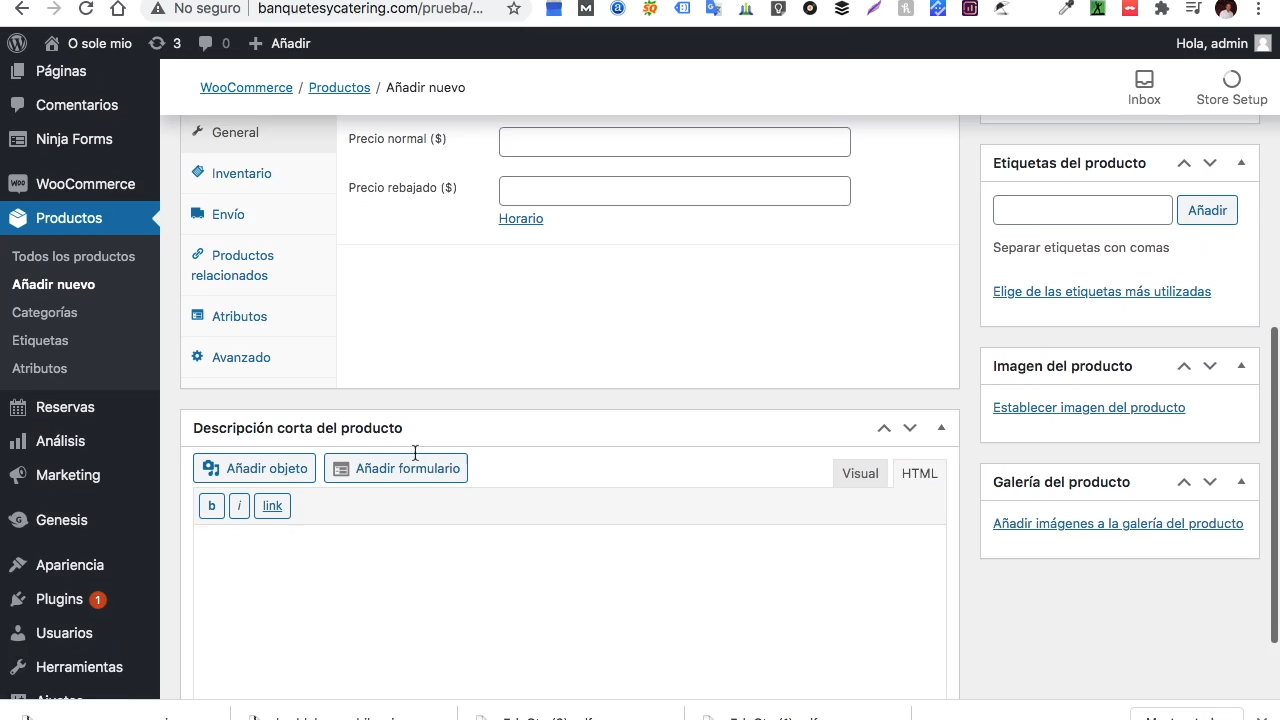 No seguro
banquetesycatering.com/prueba/...
O sole mio
3
0
Añadir
Hola, admin
Páginas
Comentarios
Ninja Forms
WooCommerce
Productos
Todos los productos
Añadir nuevo
Categorías
Etiquetas
Atributos
Reservas
Análisis
Marketing
Genesis
Apariencia
Plugins 1
Usuarios
Herramientas
Ajustes
WooCommerce / Productos / Añadir nuevo
Inbox
Store Setup
General
Inventario
Envío
Productos
relacionados
Atributos
Avanzado
Precio normal ($)
Precio rebajado ($)
Horario
Descripción corta del producto
Añadir objeto
Añadir formulario
Visual
HTML
b
i
link
Etiquetas del producto
Añadir
Separar etiquetas con comas
Elige de las etiquetas más utilizadas
Imagen del producto
Establecer imagen del producto
Galería del producto
Añadir imágenes a la galería del producto